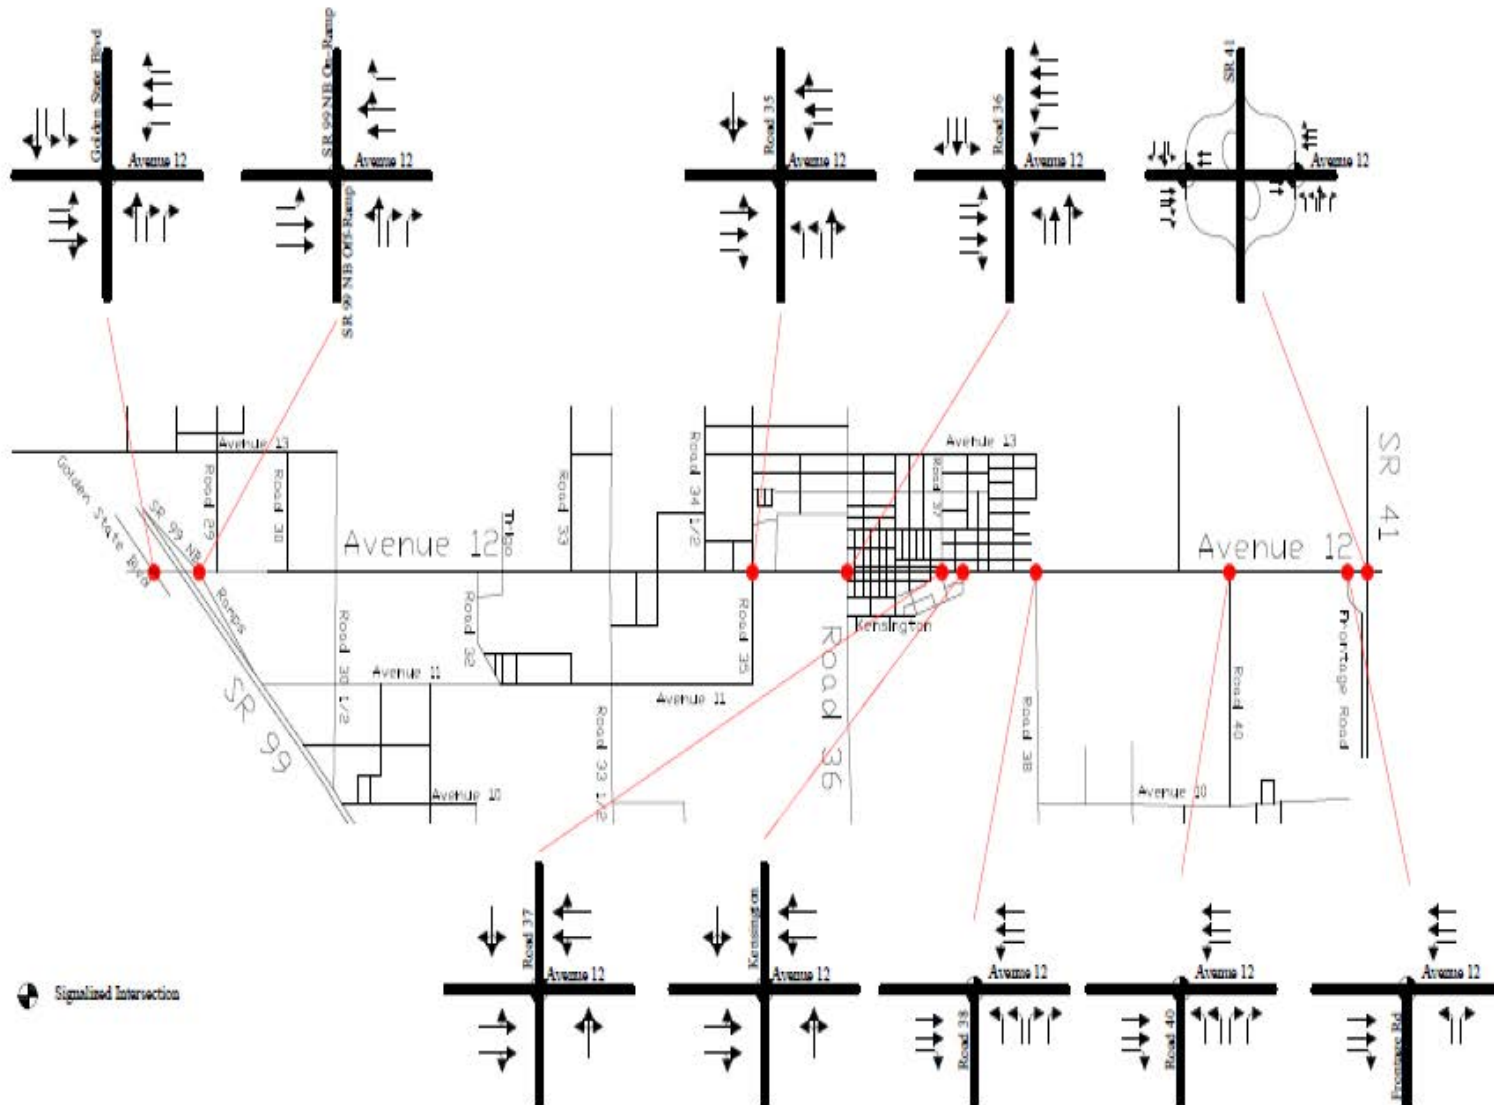 Golden State Blvd
Avenue 12
SR 99 NB On-Ramp
Avenue 12
SR 99 NB Off-Ramp
Road 35
Avenue 12
Road 36
Avenue 12
SR 41
Avenue 12
Avenue 13
Avenue 13
Golden State Blvd
SR 99 NB
Ramps
Road 29
Road 30
Avenue 12
Trigo
Road 33
Road 34 1/2
Road 37
Avenue 12
SR 41
Road 30 1/2
Road 32
Road 35
Kensington
Road 36
Avenue 11
Avenue 11
SR 99
Road 33 1/2
Road 38
Road 40
Frontage Road
Avenue 10
Avenue 10
Road 37
Avenue 12
Kensington
Avenue 12
Avenue 12
Road 38
Avenue 12
Road 40
Avenue 12
Frontage Rd
Signalized Intersection